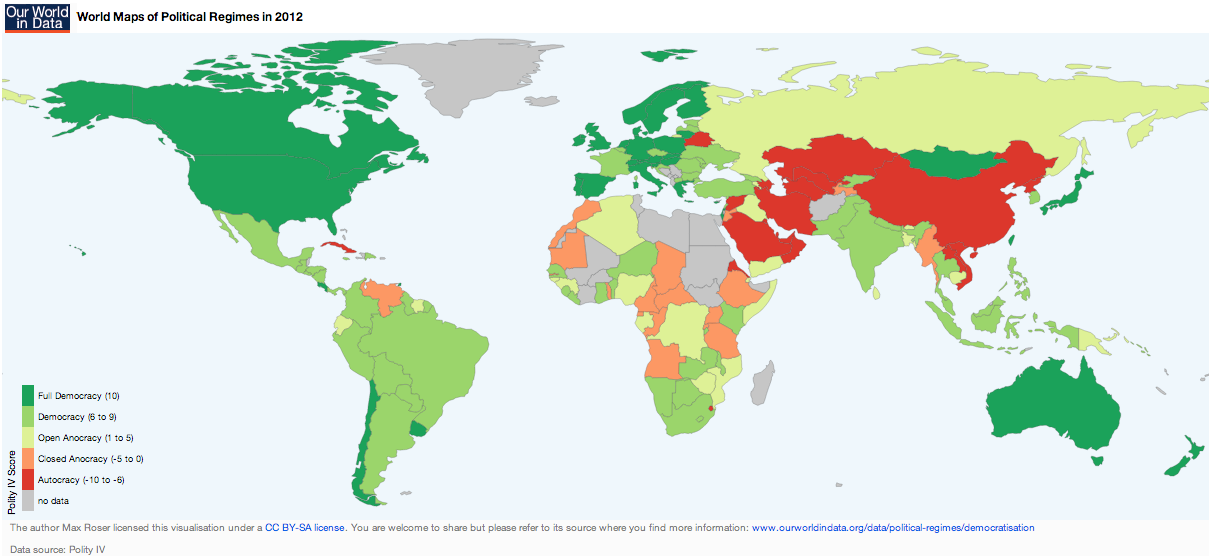 Our World
in Data
World Maps of Political Regimes in 2012
Polity IV Score
Full Democracy (10)
Democracy (6 to 9)
Open Anocracy (1 to 5)
Closed Anocracy (-5 to 0)
Autocracy (-10 to -6)
no data
The author Max Roser licensed this visualisation under a CC BY-SA license. You are welcome to share but please refer to its source where you find more information: www.ourworldindata.org/data/political-regimes/democratisation
Data source: Polity IV